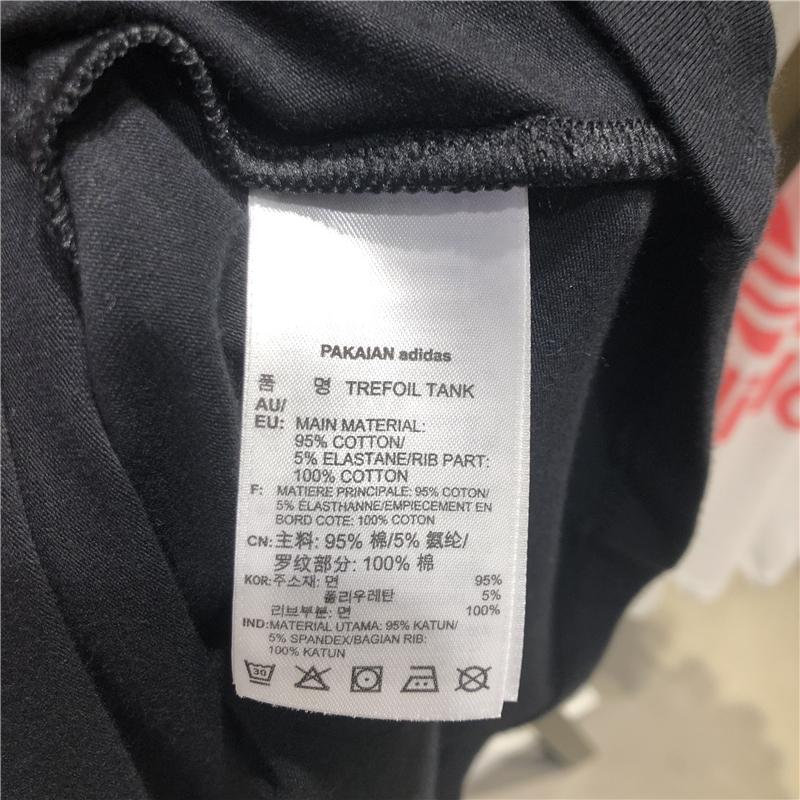 PAKAIAN adidas
품 명 TREFOIL TANK
AU/
EU: MAIN MATERIAL:
95% COTTON/
5% ELASTANE/RIB PART:
100% COTTON
F: MATIERE PRINCIPALE: 95% COTON/
5% ÉLASTHANNE/EMPIECEMENT EN
BORD COTE: 100% COTON
CN: 主料: 95% 棉/5% 氨纶/
罗纹部分: 100% 棉
KOR: 주소재: 면 95%
폴리우레탄 5%
리브부분: 면 100%
IND: MATERIAL UTAMA: 95% KATUN/
5% SPANDEX/BAGIAN RIB:
100% KATUN
30